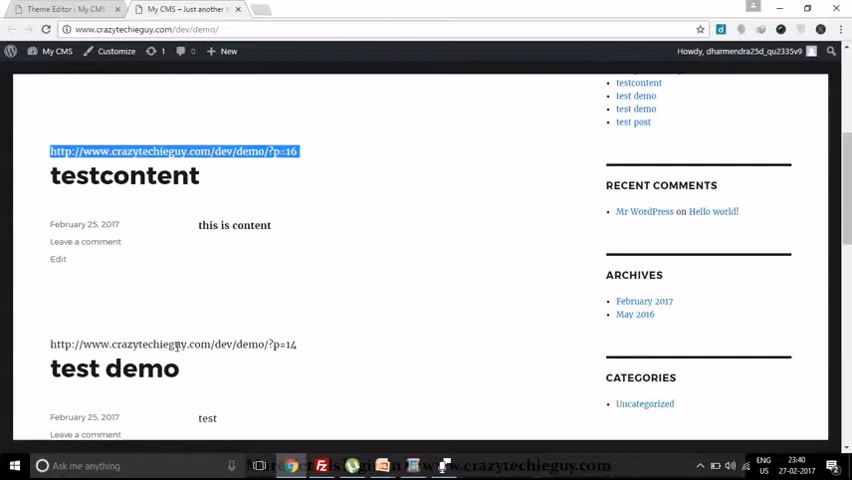 Theme Editor ‹ My CMS
My CMS – Just another
www.crazytechieguy.com/dev/demo/
My CMS Customize 1 0 New Howdy, dharmendra25d_qu2335v9
testcontent
test demo
test demo
test post
http://www.crazytechieguy.com/dev/demo/?p=16
testcontent
February 25, 2017
this is content
Leave a comment
Edit
http://www.crazytechieguy.com/dev/demo/?p=14
test demo
February 25, 2017
test
Leave a comment
RECENT COMMENTS
Mr WordPress on Hello world!
ARCHIVES
February 2017
May 2016
CATEGORIES
Uncategorized
Ask me anything
www.crazytechieguy.com
ENG
US
23:40
27-02-2017